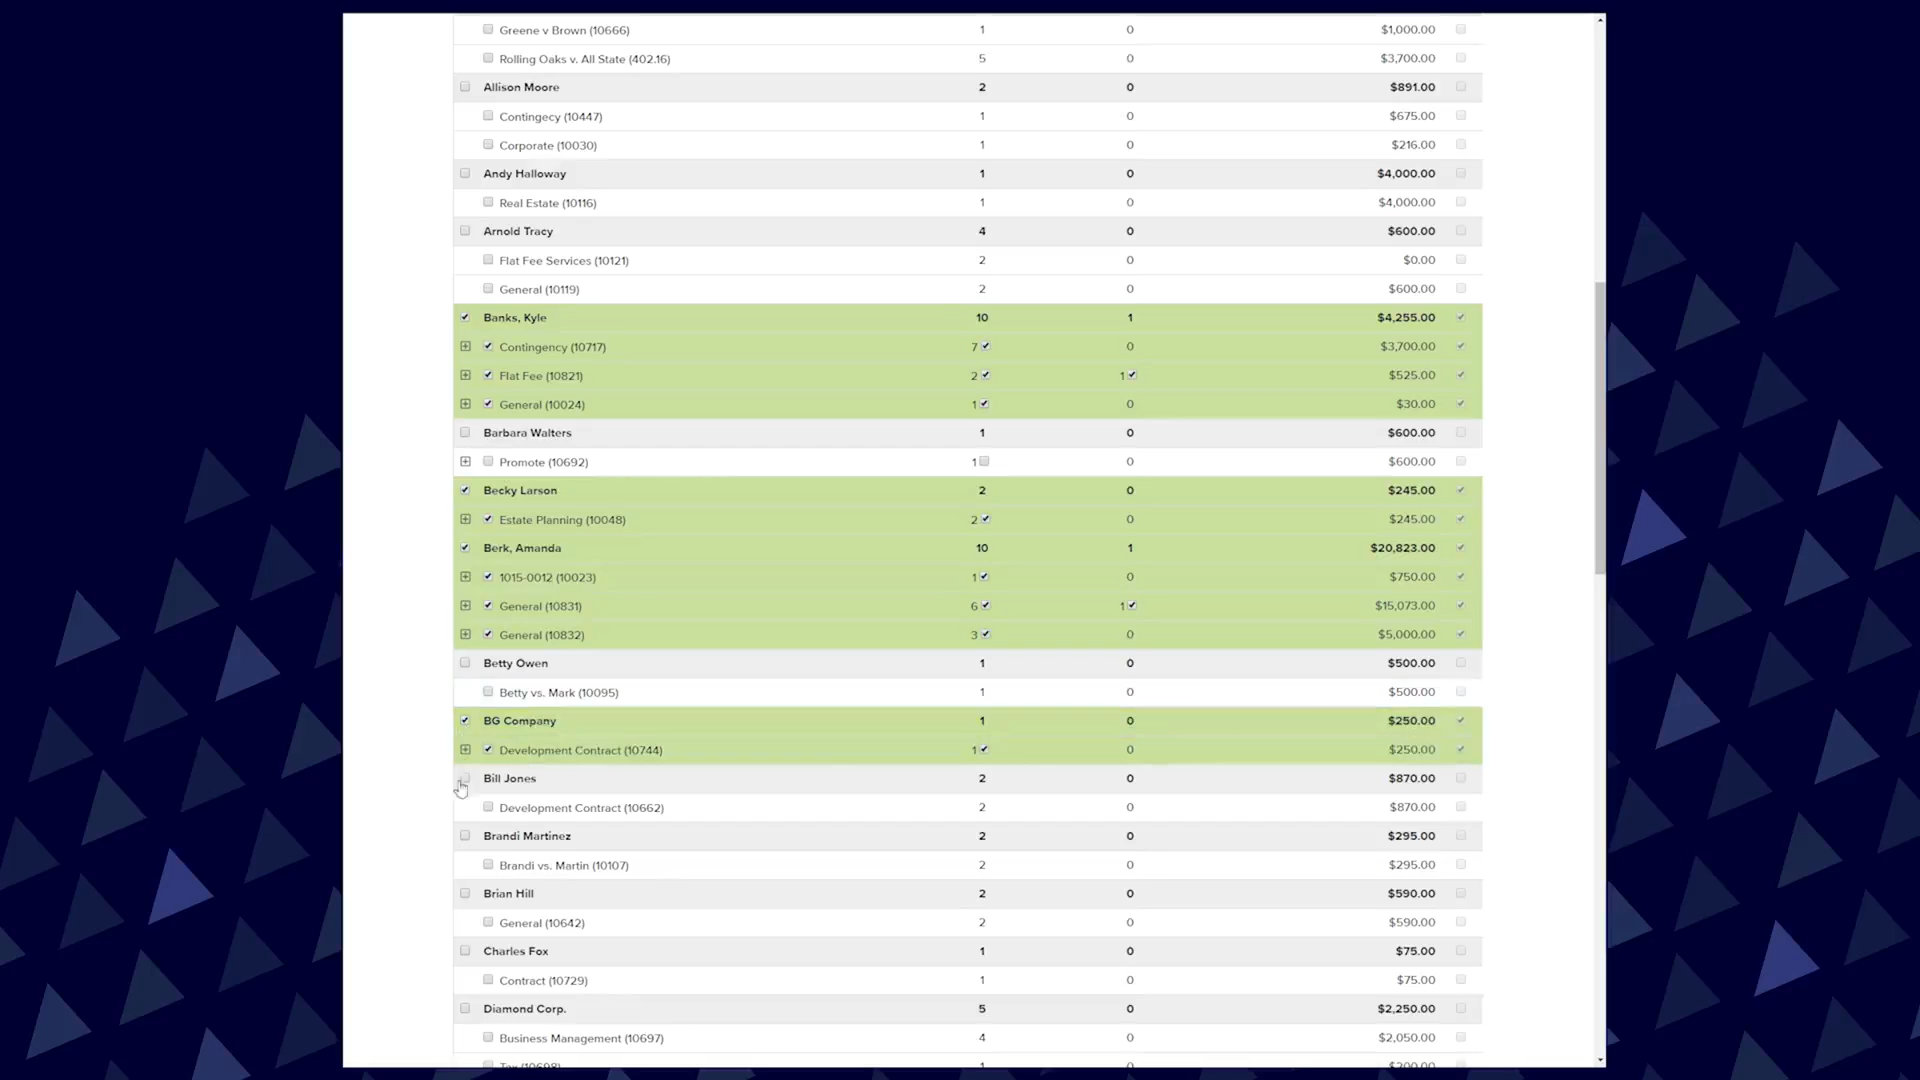 Greene v Brown (10666) 1 0 $1,000.00
Rolling Oaks v. All State (402.16) 5 0 $3,700.00
Allison Moore 2 0 $891.00
Contingecy (10447) 1 0 $675.00
Corporate (10030) 1 0 $216.00
Andy Halloway 1 0 $4,000.00
Real Estate (10116) 1 0 $4,000.00
Arnold Tracy 4 0 $600.00
Flat Fee Services (10121) 2 0 $0.00
General (10119) 2 0 $600.00
Banks, Kyle 10 1 $4,255.00
Contingency (10717) 7 0 $3,700.00
Flat Fee (10821) 2 1 $525.00
General (10024) 1 0 $30.00
Barbara Walters 1 0 $600.00
Promote (10692) 1 0 $600.00
Becky Larson 2 0 $245.00
Estate Planning (10048) 2 0 $245.00
Berk, Amanda 10 1 $20,823.00
1015-0012 (10023) 1 0 $750.00
General (10831) 6 1 $15,073.00
General (10832) 3 0 $5,000.00
Betty Owen 1 0 $500.00
Betty vs. Mark (10095) 1 0 $500.00
BG Company 1 0 $250.00
Development Contract (10744) 1 0 $250.00
Bill Jones 2 0 $870.00
Development Contract (10662) 2 0 $870.00
Brandi Martinez 2 0 $295.00
Brandi vs. Martin (10107) 2 0 $295.00
Brian Hill 2 0 $590.00
General (10642) 2 0 $590.00
Charles Fox 1 0 $75.00
Contract (10729) 1 0 $75.00
Diamond Corp. 5 0 $2,250.00
Business Management (10697) 4 0 $2,050.00
Tax (10698) 1 0 $200.00